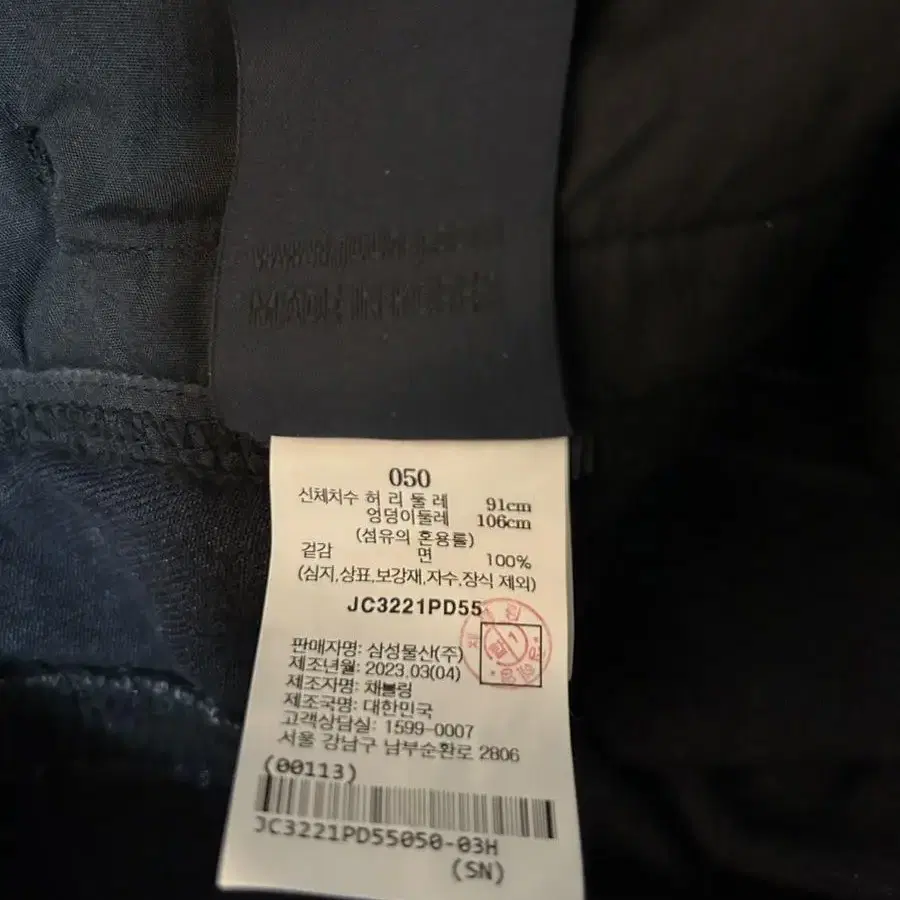 050
신체치수 허 리 둘 레 91cm
엉덩이둘레 106cm
(섬유의 혼용률)
겉감 면 100%
(심지,상표,보강재,자수,장식 제외)
JC3221PD55
판매자명: 삼성물산(주)
제조년월: 2023.03(04)
제조자명: 채블링
제조국명: 대한민국
고객상담실: 1599-0007
서울 강남구 남부순환로 2806
(00113)
JC3221PD55050-03H
(SN)